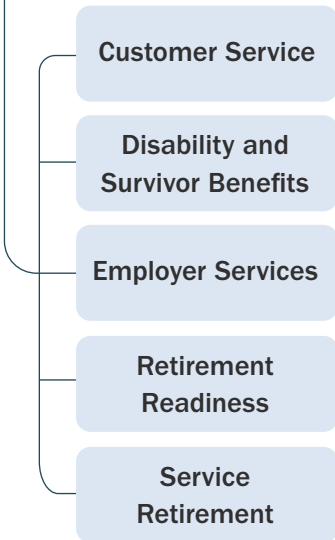 Customer Service
Disability and
Survivor Benefits
Employer Services
Retirement
Readiness
Service
Retirement